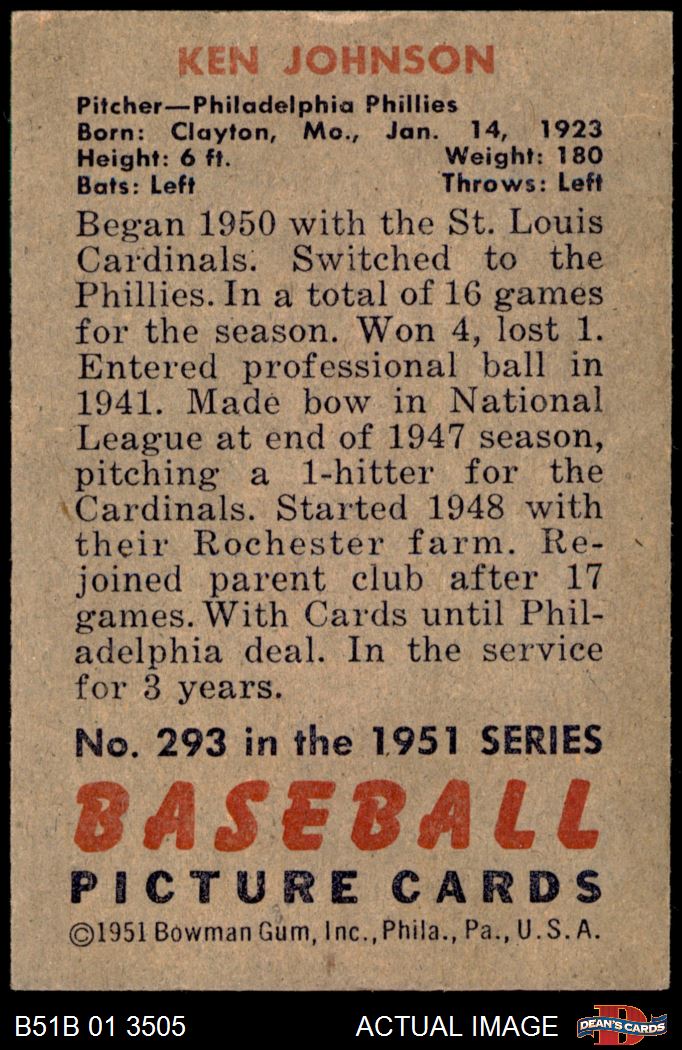 KEN JOHNSON
Pitcher—Philadelphia Phillies
Born: Clayton, Mo., Jan. 14, 1923
Height: 6 ft. Weight: 180
Bats: Left Throws: Left
Began 1950 with the St. Louis
Cardinals. Switched to the
Phillies. In a total of 16 games
for the season. Won 4, lost 1.
Entered professional ball in
1941. Made bow in National
League at end of 1947 season,
pitching a 1-hitter for the
Cardinals. Started 1948 with
their Rochester farm. Re-
joined parent club after 17
games. With Cards until Phil-
adelphia deal. In the service
for 3 years.
No. 293 in the 1951 SERIES
BASEBALL
PICTURE CARDS
©1951 Bowman Gum, Inc., Phila., Pa., U.S.A.
B51B 01 3505 ACTUAL IMAGE D DEAN'S CARDS